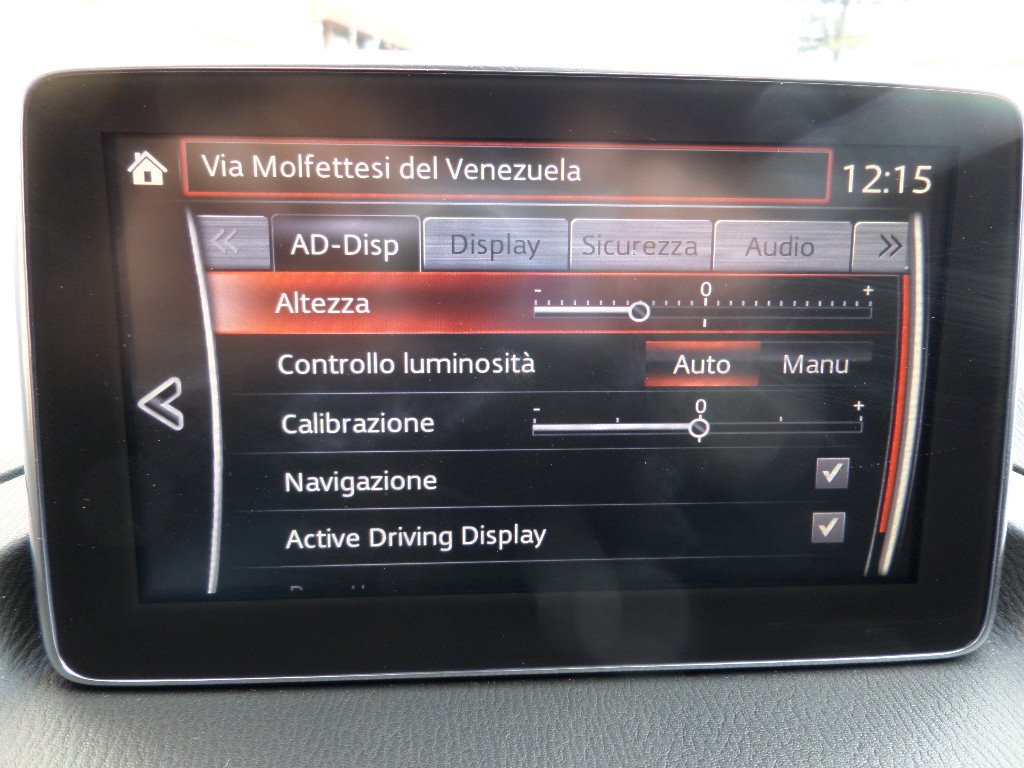 Via Molfettesi del Venezuela
12:15
AD-Disp
Display
Sicurezza
Audio
Altezza
- 0 +
Controllo luminosità
Auto
Manu
Calibrazione
- 0 +
Navigazione
Active Driving Display